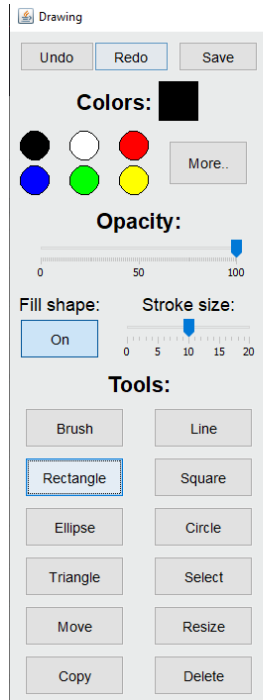 Drawing
Undo Redo Save
Colors:
More..
Opacity:
0 50 100
Fill shape: Stroke size:
On
0 5 10 15 20
Tools:
Brush Line
Rectangle Square
Ellipse Circle
Triangle Select
Move Resize
Copy Delete